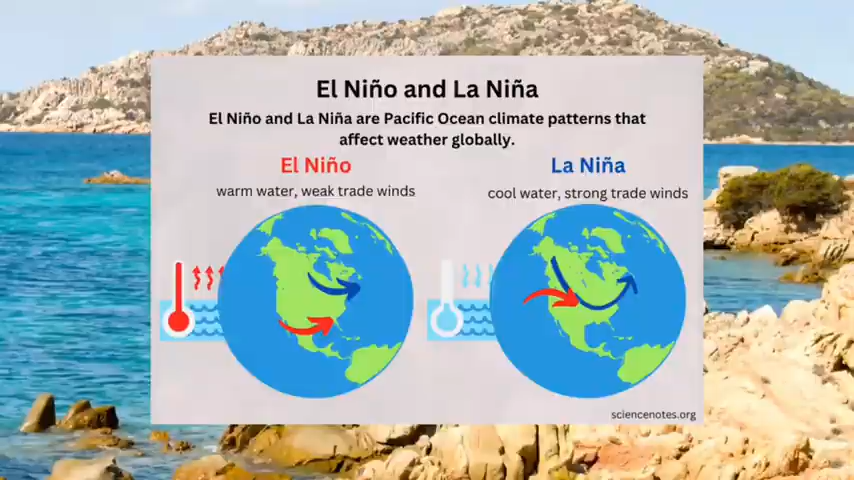 El Niño and La Niña
El Niño and La Niña are Pacific Ocean climate patterns that
affect weather globally.
El Niño
La Niña
warm water, weak trade winds
cool water, strong trade winds
sciencenotes.org